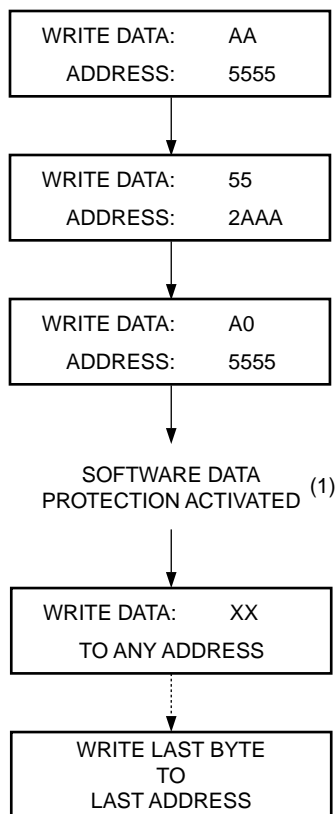 WRITE DATA: AA
ADDRESS: 5555
WRITE DATA: 55
ADDRESS: 2AAA
WRITE DATA: A0
ADDRESS: 5555
SOFTWARE DATA
PROTECTION ACTIVATED (1)
WRITE DATA: XX
TO ANY ADDRESS
WRITE LAST BYTE
TO
LAST ADDRESS